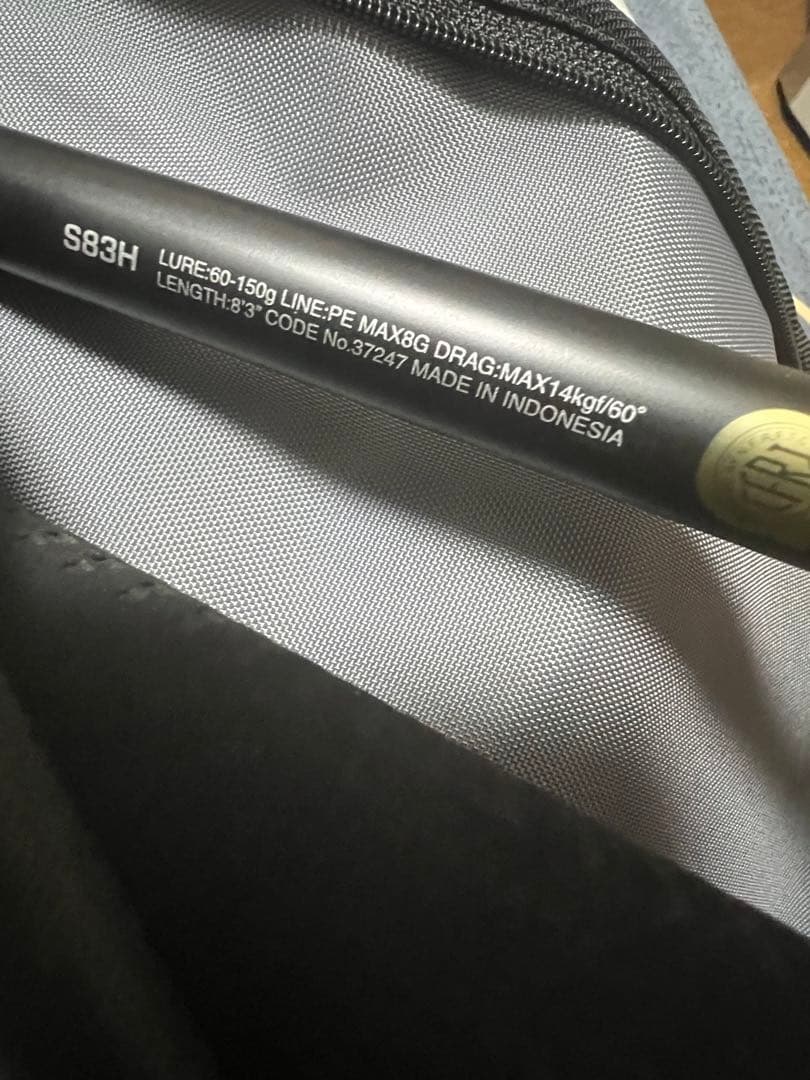 S83H
LURE:60-150g LINE:PE MAX8G DRAG:MAX14kgf/60°
LENGTH:8'3" CODE No.37247 MADE IN INDONESIA